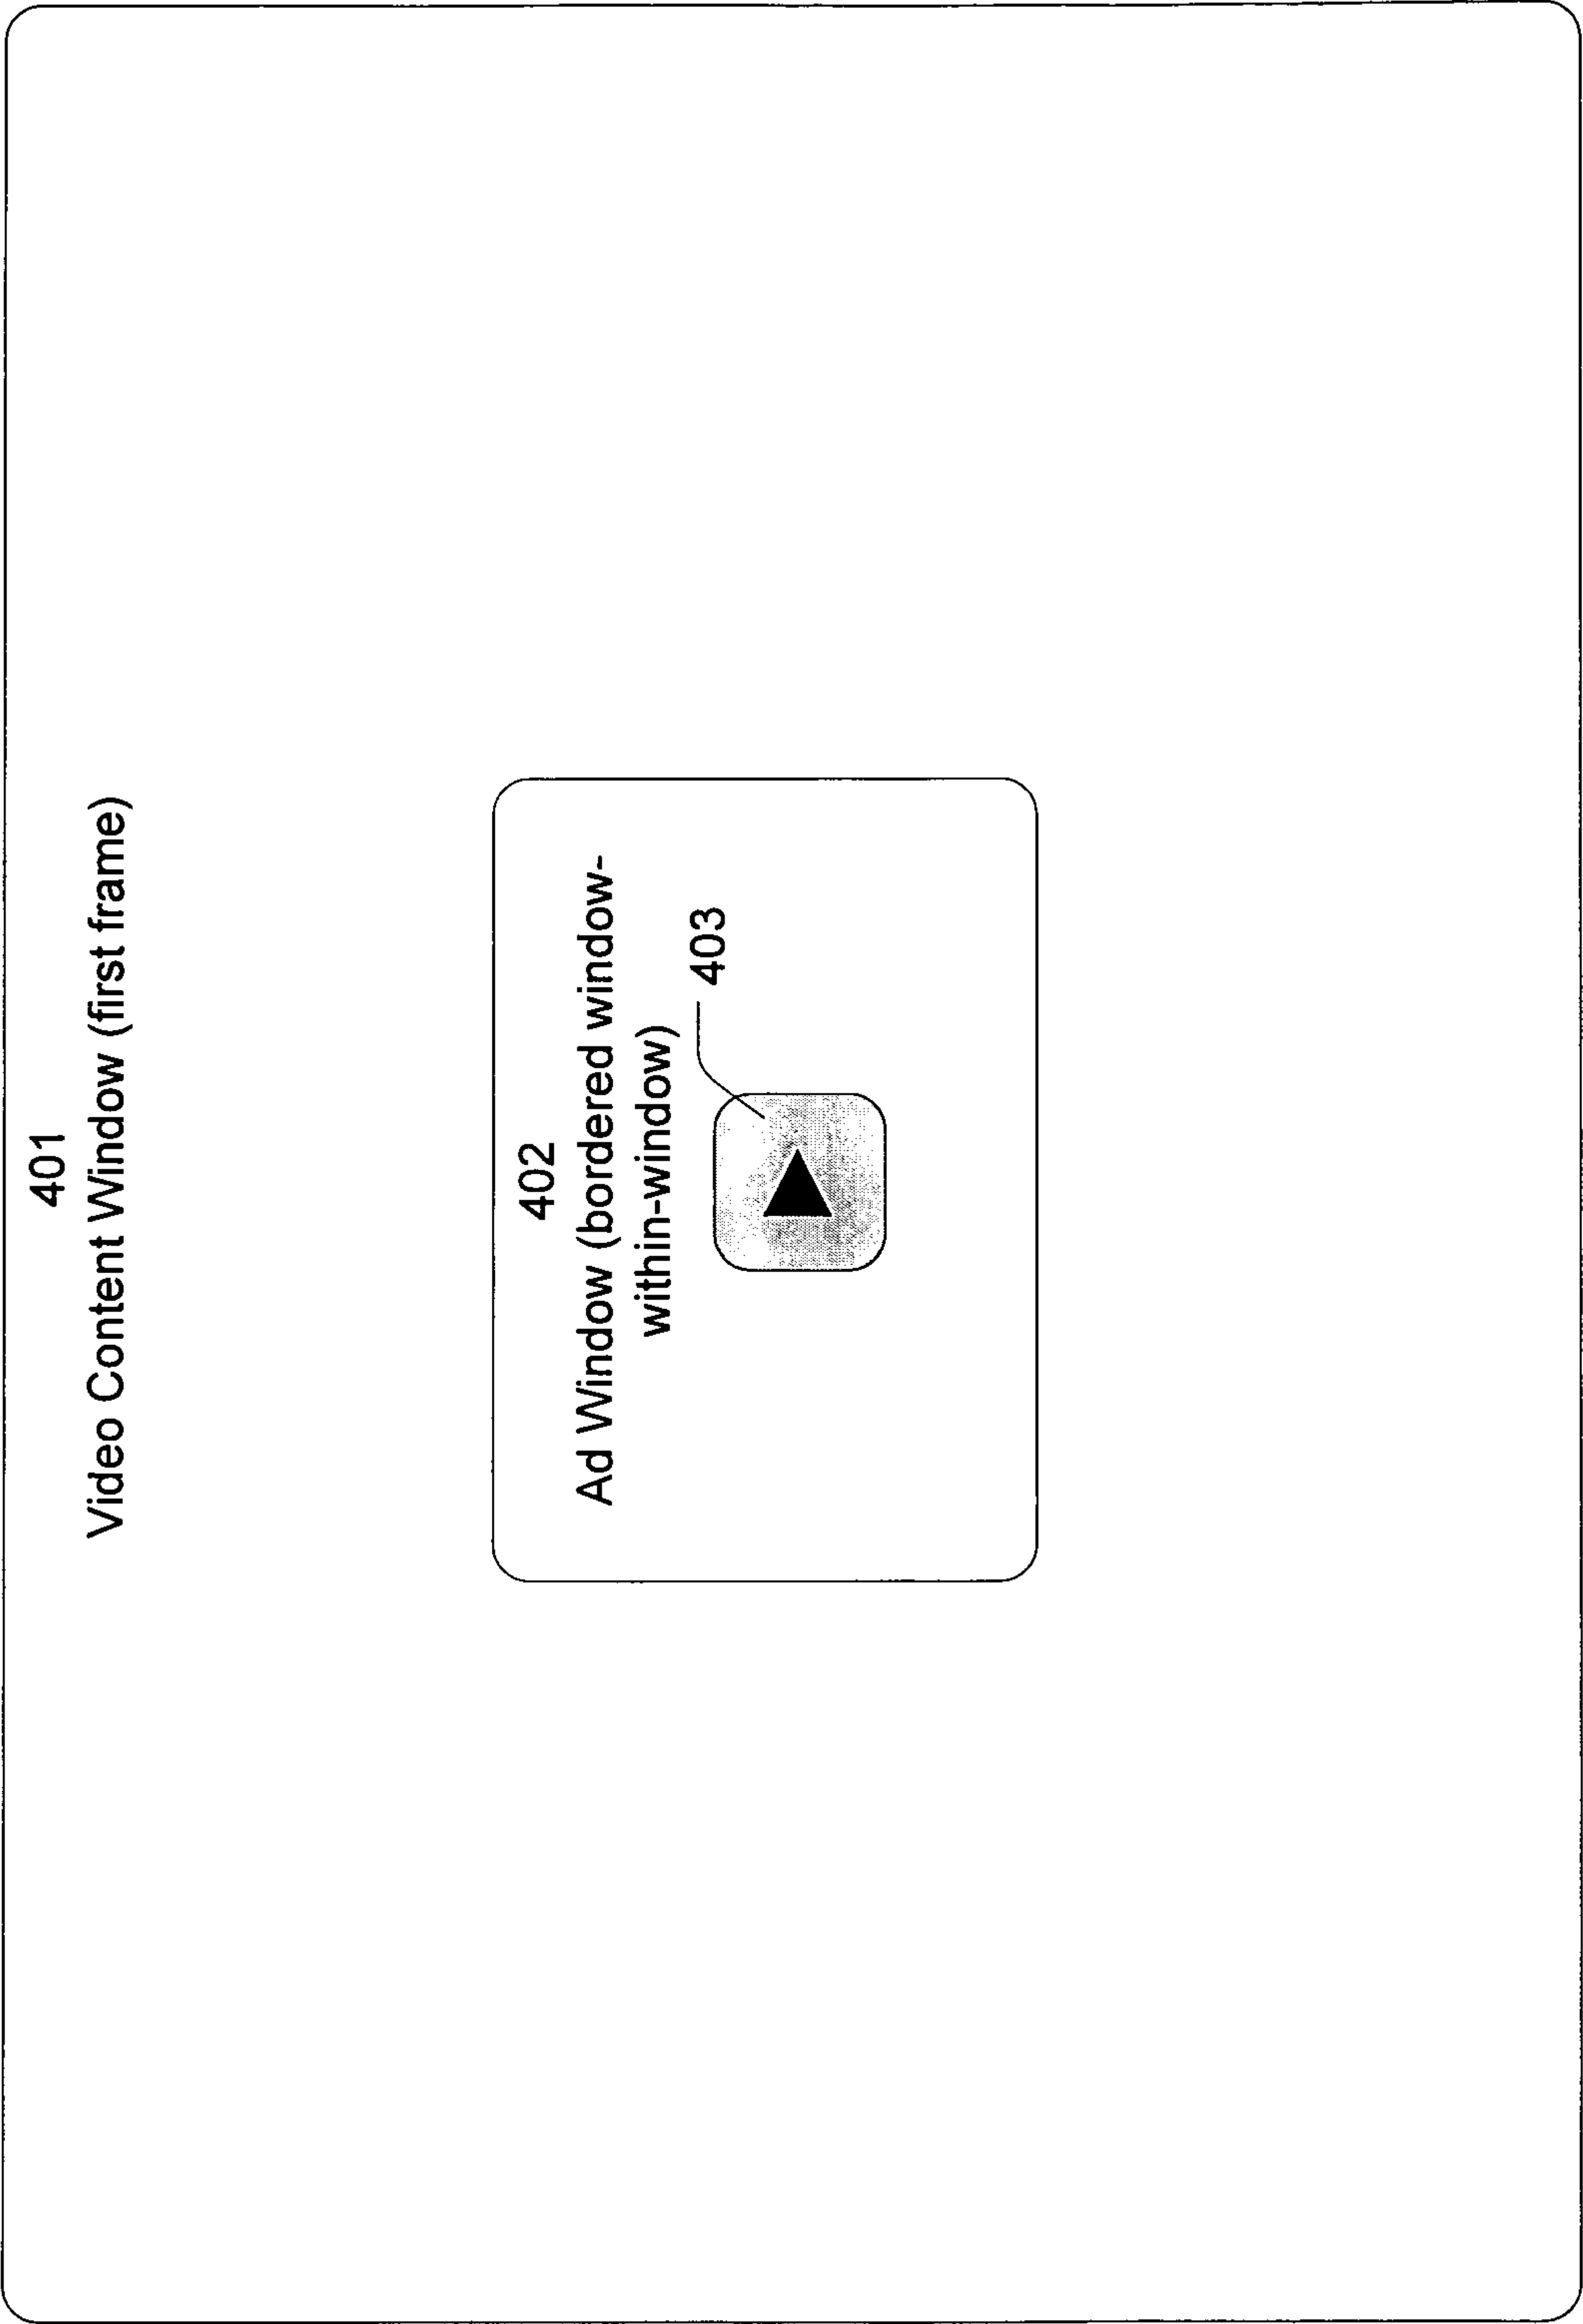 401
Video Content Window (first frame)
402
Ad Window (bordered window-
within-window)
403